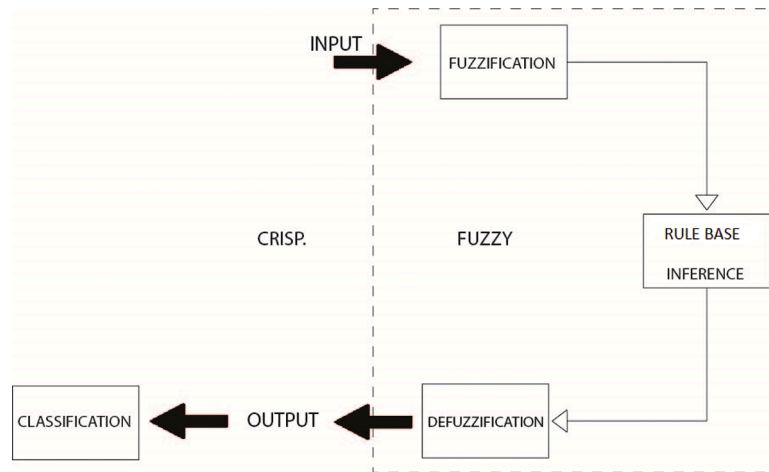 INPUT
FUZZIFICATION
CRISP.
FUZZY
RULE BASE
INFERENCE
CLASSIFICATION
OUTPUT
DEFUZZIFICATION